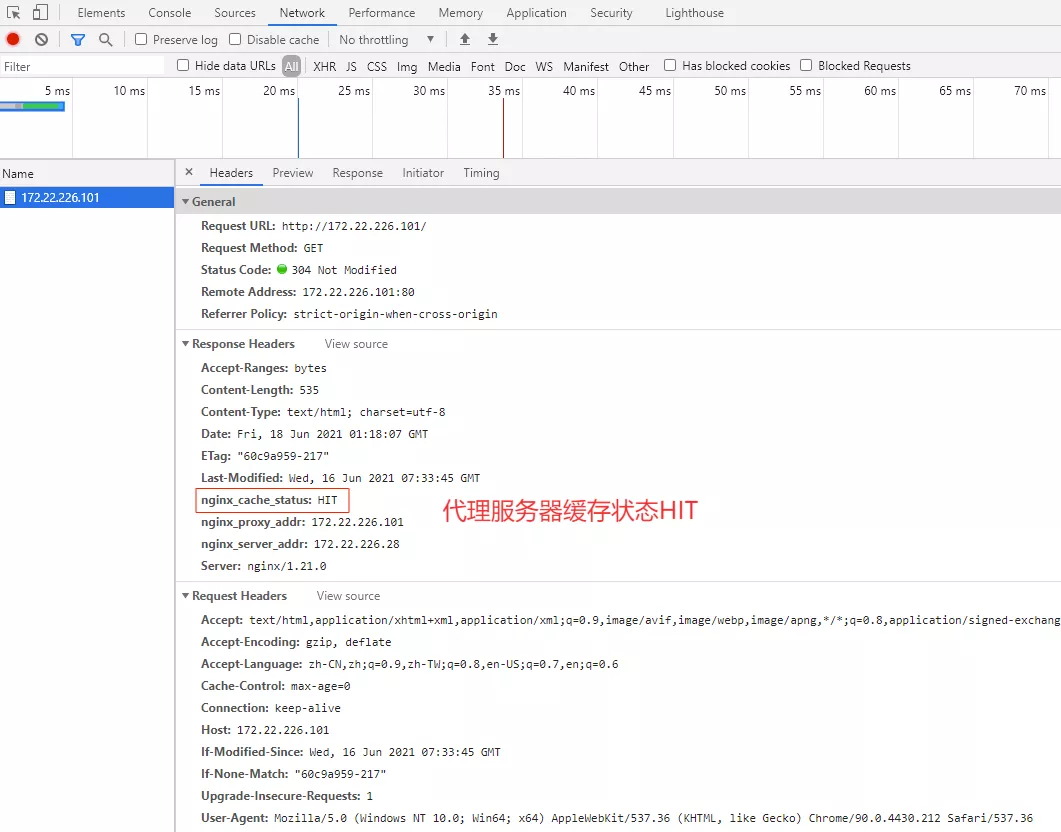 Elements Console Sources Network Performance Memory Application Security Lighthouse
Preserve log Disable cache No throttling
Filter Hide data URLs All XHR JS CSS Img Media Font Doc WS Manifest Other Has blocked cookies Blocked Requests
5 ms 10 ms 15 ms 20 ms 25 ms 30 ms 35 ms 40 ms 45 ms 50 ms 55 ms 60 ms 65 ms 70 ms
Name
172.22.226.101
× Headers Preview Response Initiator Timing
General
Request URL: http://172.22.226.101/
Request Method: GET
Status Code: 304 Not Modified
Remote Address: 172.22.226.101:80
Referrer Policy: strict-origin-when-cross-origin
Response Headers View source
Accept-Ranges: bytes
Content-Length: 535
Content-Type: text/html; charset=utf-8
Date: Fri, 18 Jun 2021 01:18:07 GMT
ETag: "60c9a959-217"
Last-Modified: Wed, 16 Jun 2021 07:33:45 GMT
nginx_cache_status: HIT
代理服务器缓存状态HIT
nginx_proxy_addr: 172.22.226.101
nginx_server_addr: 172.22.226.28
Server: nginx/1.21.0
Request Headers View source
Accept: text/html,application/xhtml+xml,application/xml;q=0.9,image/avif,image/webp,image/apng,*/*;q=0.8,application/signed-exchang
Accept-Encoding: gzip, deflate
Accept-Language: zh-CN,zh;q=0.9,zh-TW;q=0.8,en-US;q=0.7,en;q=0.6
Cache-Control: max-age=0
Connection: keep-alive
Host: 172.22.226.101
If-Modified-Since: Wed, 16 Jun 2021 07:33:45 GMT
If-None-Match: "60c9a959-217"
Upgrade-Insecure-Requests: 1
User-Agent: Mozilla/5.0 (Windows NT 10.0; Win64; x64) AppleWebKit/537.36 (KHTML, like Gecko) Chrome/90.0.4430.212 Safari/537.36